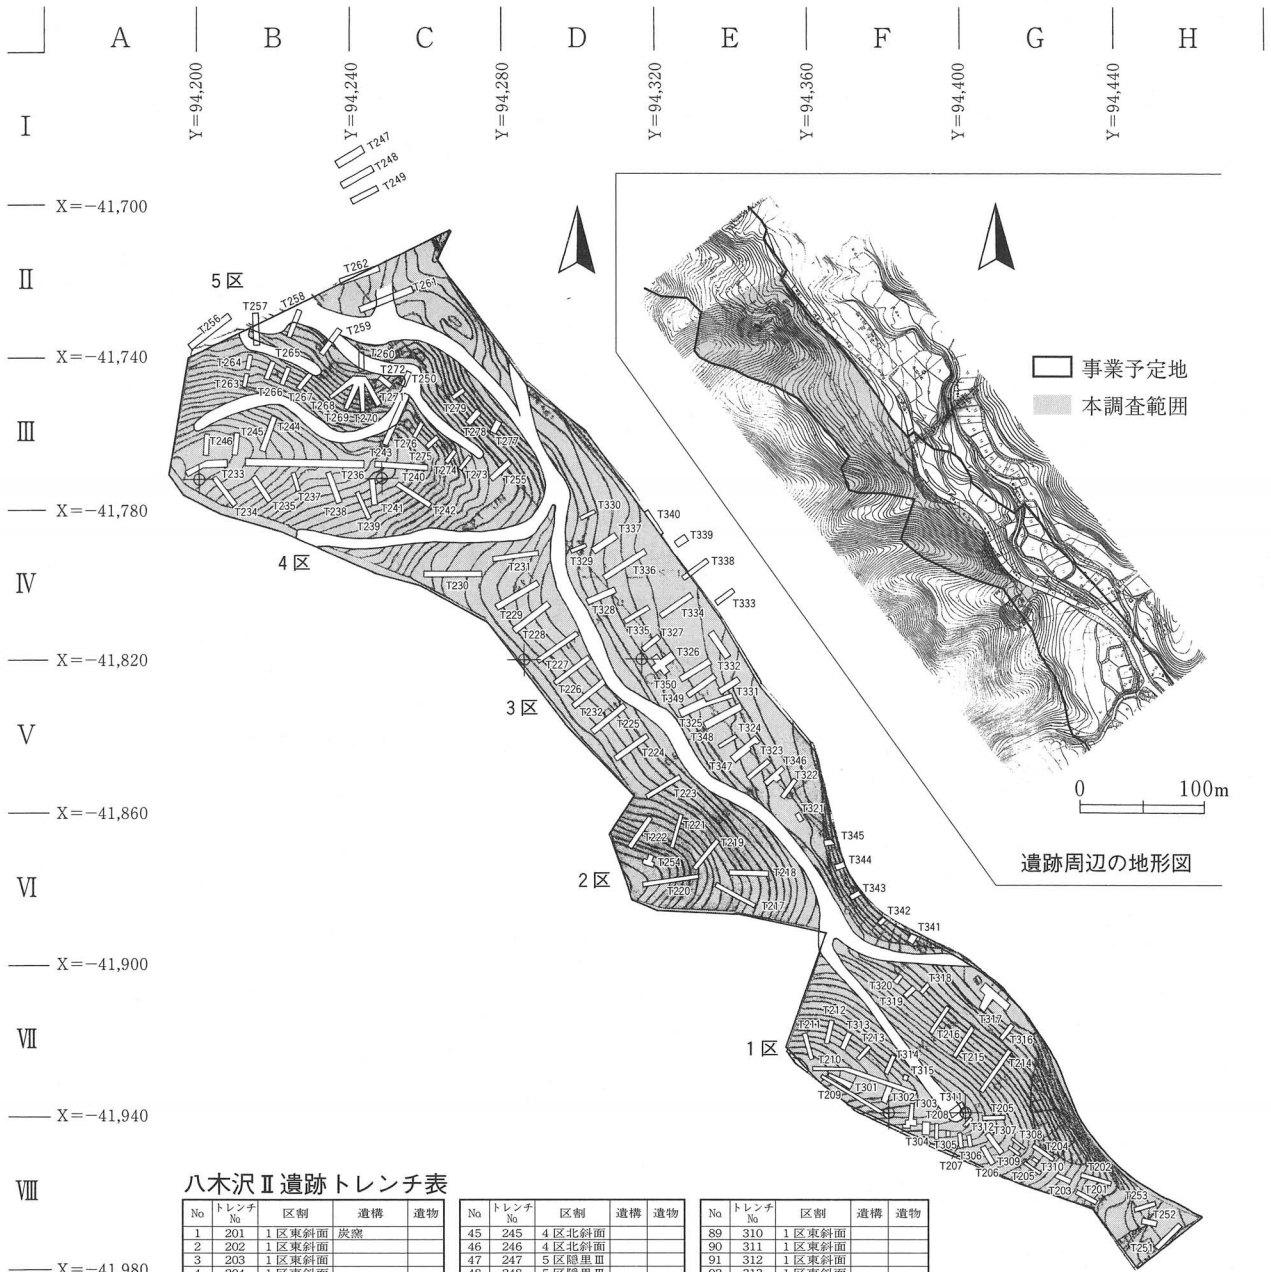 A B C D E F G H
Y=94,200 Y=94,240 Y=94,280 Y=94,320 Y=94,360 Y=94,400 Y=94,440
I
T247
T248
T249
X=-41,700
II
5区
T262
T261
T256 T257 T258
T259
X=-41,740
T264 T265 T260
T263 T272 T250
T266 T267 T268 T271
T269 T270 T279
III
T246 T245 T244
T278 T277
T243 T276 T275
T233 T236 T240 T274 T273 T255
T234 T235 T237 T238 T239 T241 T242
X=-41,780
4区
IV
T330 T340
T337 T339
T329 T336 T338
T231
T230
T328 T334 T333
T229
T228 T335 T327
X=-41,820
T227 T326 T332
T226 T350 T331
T349
3区
T232 T225 T325 T324
V
T348 T323
T224 T347 T346
T322
T223
X=-41,860
T321
T222 T221 T345
T254 T219 T344
VI
2区
T220 T218 T343
T217 T342
T341
X=-41,900
T318
T320
T319
T317
T212
T211 T313 T216 T316
T213
VII
1区
T210 T314 T215 T214
T315
T301
T209 T302 T303 T311
X=-41,940
T208 T205
T312 T307 T308
T304 T305 T306 T204
T207 T309 T310
T206 T205 T202
T203 T201
VIII
T253
T252
T251
X=-41,980
事業予定地
本調査範囲
0 100m
遺跡周辺の地形図
八木沢Ⅱ遺跡トレンチ表
No. トレンチNo. 区割 遺構 遺物
1 201 1区東斜面 炭窯
2 202 1区東斜面
3 203 1区東斜面
No. トレンチNo. 区割 遺構 遺物
45 245 4区北斜面
46 246 4区北斜面
47 247 5区隠里Ⅲ
No. トレンチNo. 区割 遺構 遺物
89 310 1区東斜面
90 311 1区東斜面
91 312 1区東斜面